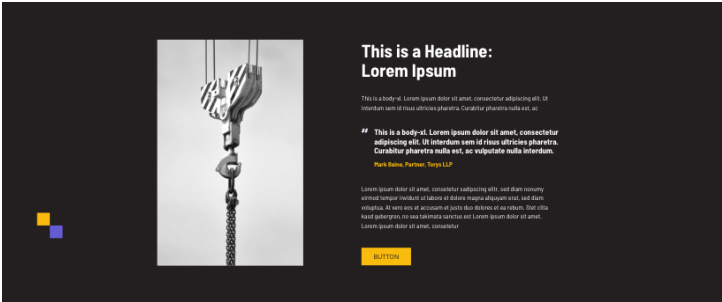 This is a Headline:
Lorem Ipsum
This is a body-xl. Lorem ipsum dolor sit amet, consectetur adipiscing elit. Ut
interdum sem id risus ultricies pharetra. Curabitur pharetra nulla est, ac
“ This is a body-xl. Lorem ipsum dolor sit amet, consectetur
adipiscing elit. Ut interdum sem id risus ultricies pharetra.
Curabitur pharetra nulla est, ac vulputate nulla interdum.
Mark Baine, Partner, Torys LLP
Lorem ipsum dolor sit amet, consetetur sadipscing elitr, sed diam nonumy
eirmod tempor invidunt ut labore et dolore magna aliquyam erat, sed diam
voluptua. At vero eos et accusam et justo duo dolores et ea rebum. Stet clita
kasd gubergren, no sea takimata sanctus est Lorem ipsum dolor sit amet.
Lorem ipsum dolor sit amet, consetetur
BUTTON